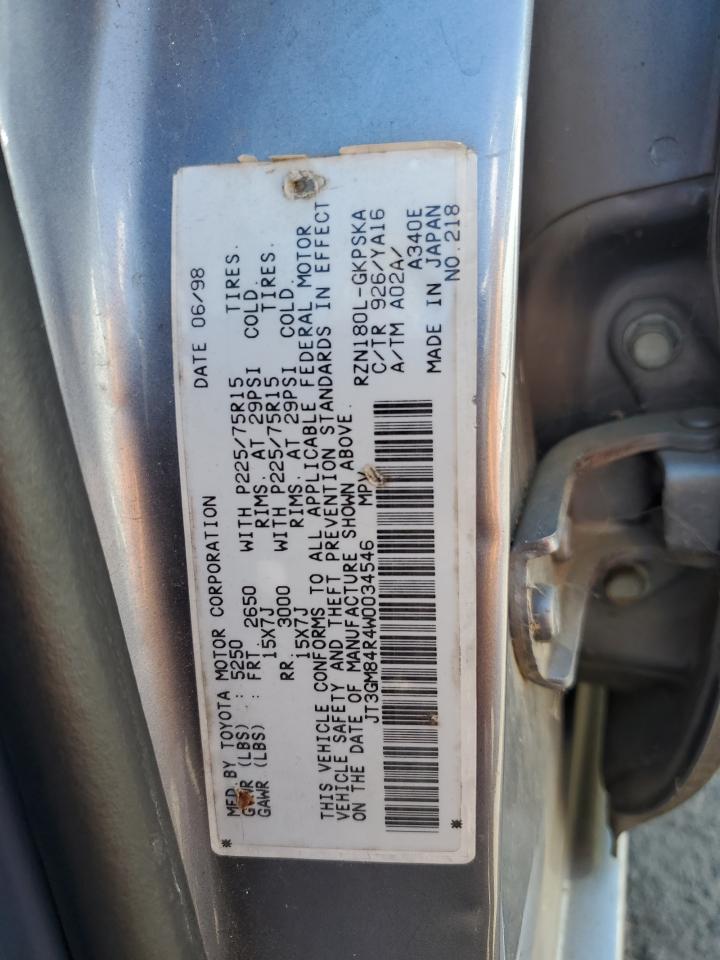 MFD. BY TOYOTA MOTOR CORPORATION DATE 06/98
GVWR (LBS) : 5250
GAWR (LBS) : FRT. 2650 WITH P225/75R15 TIRES.
15X7J RIMS. AT 29PSI COLD.
RR. 3000 WITH P225/75R15 TIRES.
15X7J RIMS. AT 29PSI COLD.
THIS VEHICLE CONFORMS TO ALL APPLICABLE FEDERAL MOTOR
VEHICLE SAFETY AND THEFT PREVENTION STANDARDS IN EFFECT
ON THE DATE OF MANUFACTURE SHOWN ABOVE.
JT3GM84R4W0034546 MPV RZN180L-GKPSKA
C/TR 926/YA16
A/TM A02A/
A340E
MADE IN JAPAN
NO.218